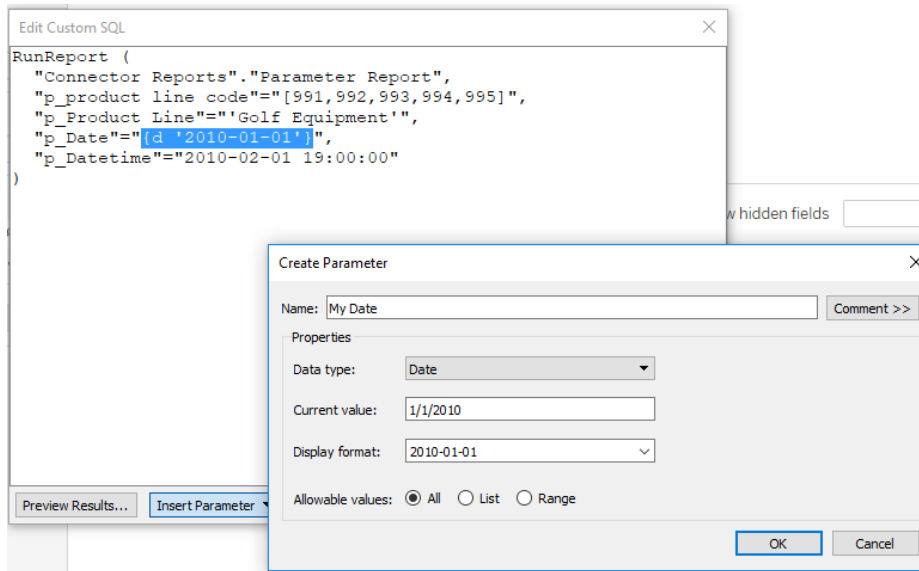 Edit Custom SQL
RunReport (
"Connector Reports"."Parameter Report",
"p_product line code"="[991,992,993,994,995]",
"p_Product Line"="'Golf Equipment'",
"p_Date"="{d '2010-01-01'}",
"p_Datetime"="2010-02-01 19:00:00"
)
w hidden fields
Create Parameter
Name: My Date Comment >>
Properties
Data type: Date
Current value: 1/1/2010
Display format: 2010-01-01
Allowable values: All List Range
Preview Results... Insert Parameter
OK Cancel